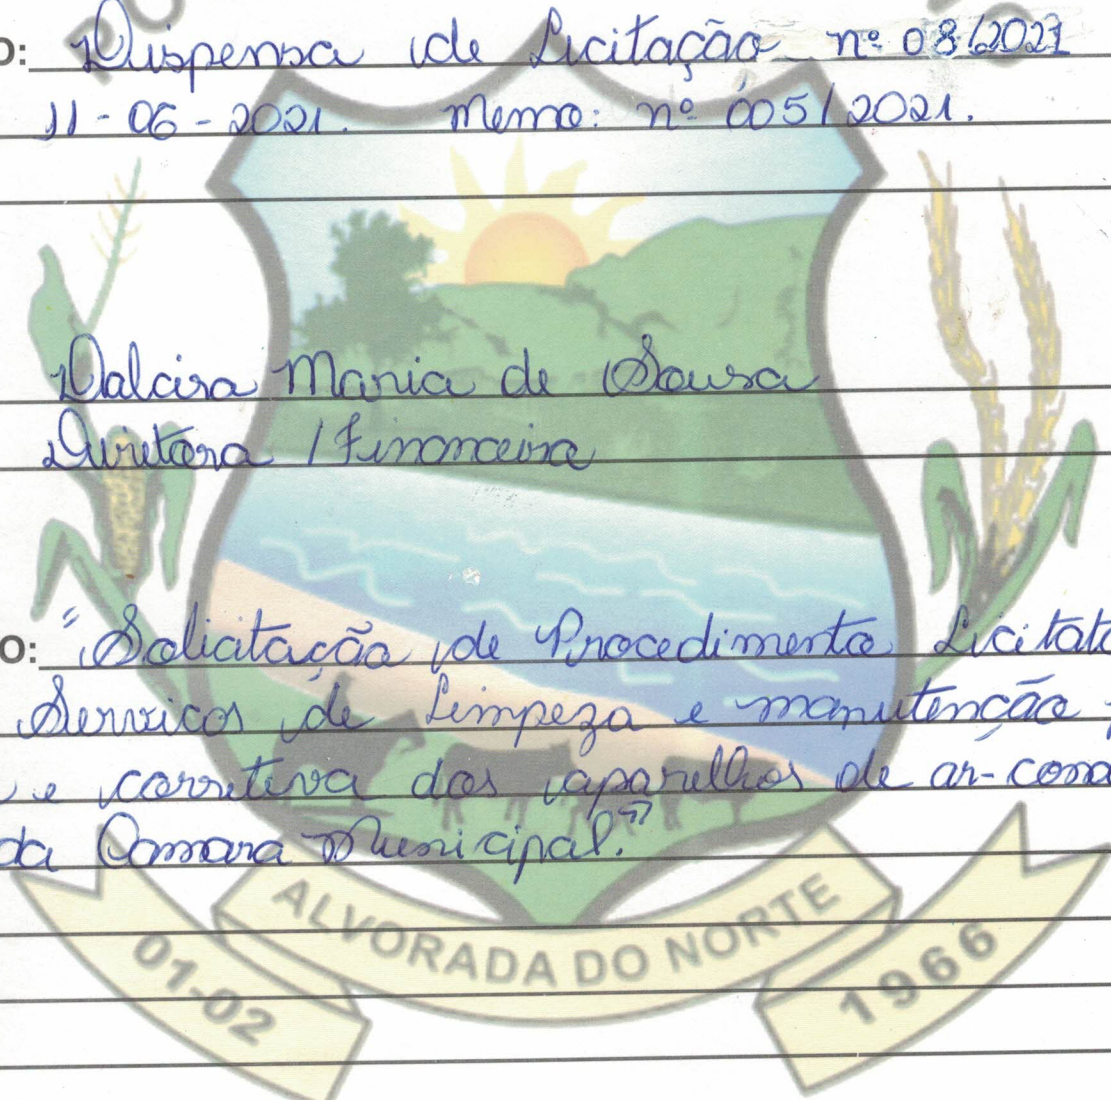 O: Dispensa de Licitação nº 08/2021
11-06-2021. Memo: nº 005/2021.
Dalcira Maria de Sousa
Diretora / Financeira
O: "Solicitação de Procedimento Licitató
Serviços de Limpeza e manutenção
e corretiva dos aparelhos de ar-cond
da Camara Municipal."
ALVORADA DO NORTE
01-02
1966